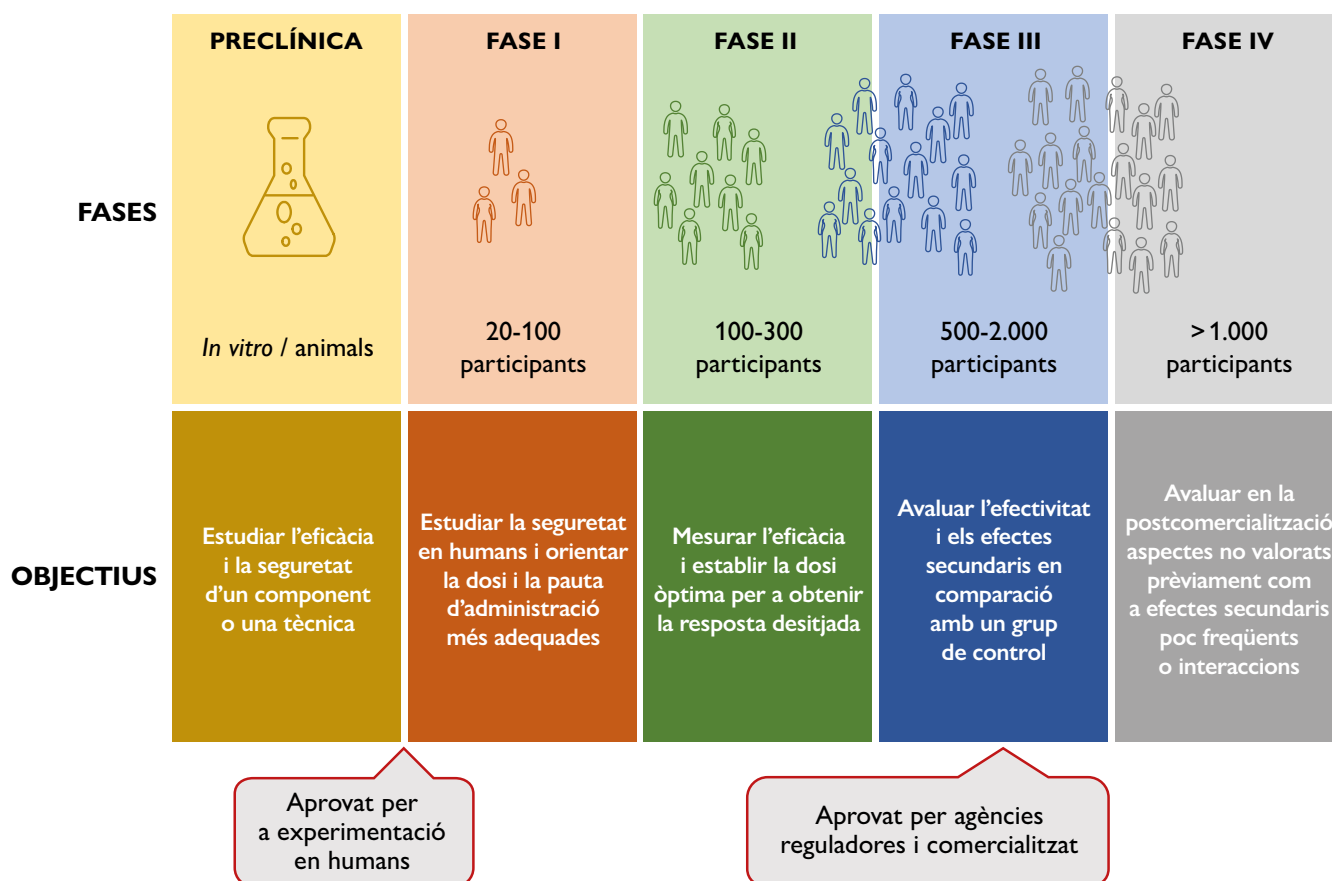 PRECLÍNICA
FASE I
FASE II
FASE III
FASE IV
FASES
In vitro / animals
20-100
participants
100-300
participants
500-2.000
participants
> 1.000
participants
OBJECTIUS
Estudiar l’eficàcia
i la seguretat
d’un component
o una tècnica
Estudiar la seguretat
en humans i orientar
la dosi i la pauta
d’administració
més adequades
Mesurar l’eficàcia
i establir la dosi
òptima per a obtenir
la resposta desitjada
Avaluar l’efectivitat
i els efectes
secundaris en
comparació
amb un grup
de control
Avaluar en la
postcomercialització
aspectes no valorats
prèviament com
a efectes secundaris
poc freqüents
o interaccions
Aprovat per
a experimentació
en humans
Aprovat per agències
reguladores i comercialitzat